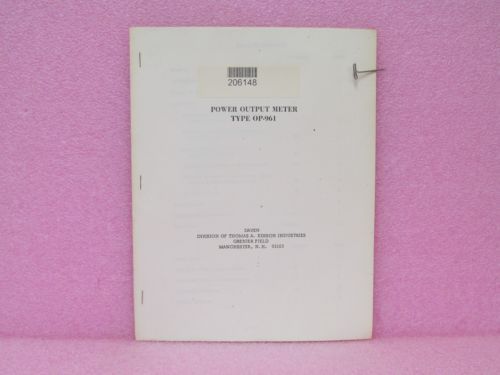 206148
POWER OUTPUT METER
TYPE OP-961
DAVEN
DIVISION OF THOMAS A. EDISON INDUSTRIES
GRENIER FIELD
MANCHESTER, N. H. 03103